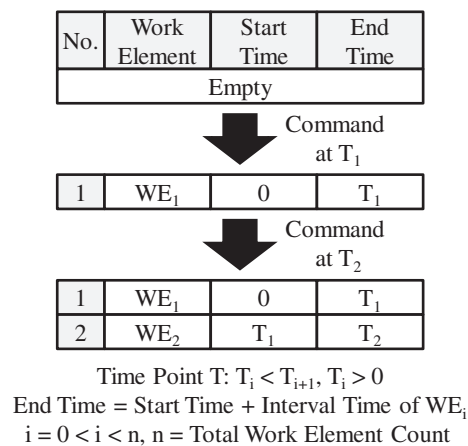 No. Work Element Start Time End Time
Empty
Command
at T₁
1 WE₁ 0 T₁
Command
at T₂
1 WE₁ 0 T₁
2 WE₂ T₁ T₂
Time Point T: Tᵢ < Tᵢ₊₁, Tᵢ > 0
End Time = Start Time + Interval Time of WEᵢ
i = 0 < i < n, n = Total Work Element Count